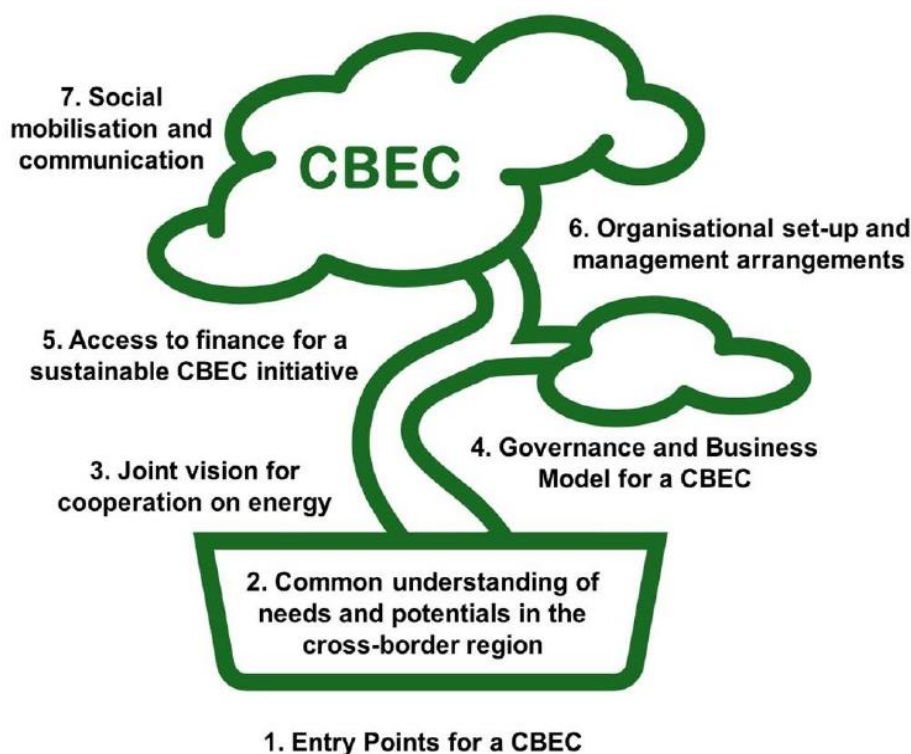 7. Social
mobilisation and
communication
CBEC
6. Organisational set-up and
management arrangements
5. Access to finance for a
sustainable CBEC initiative
4. Governance and Business
Model for a CBEC
3. Joint vision for
cooperation on energy
2. Common understanding of
needs and potentials in the
cross-border region
1. Entry Points for a CBEC